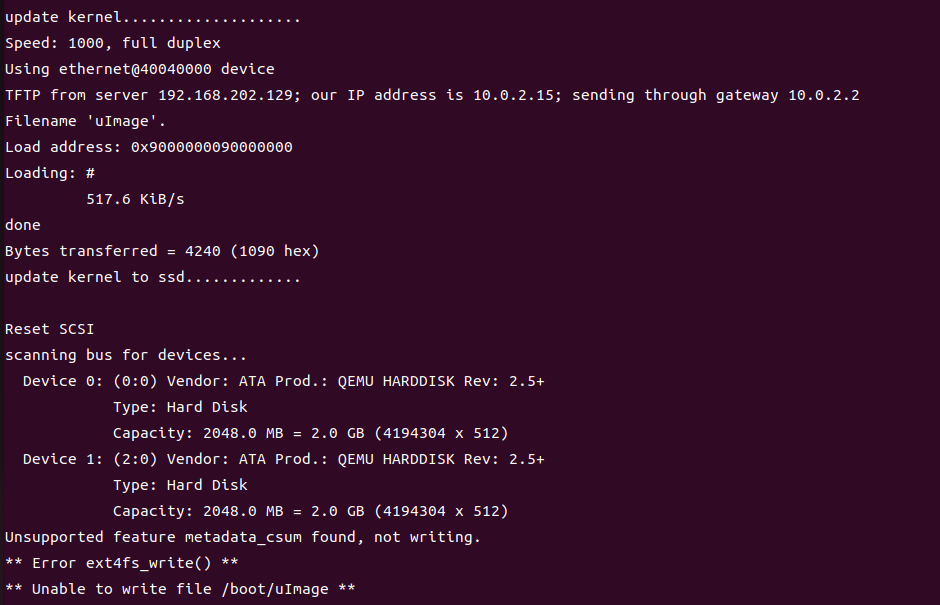 update kernel....................
Speed: 1000, full duplex
Using ethernet@40040000 device
TFTP from server 192.168.202.129; our IP address is 10.0.2.15; sending through gateway 10.0.2.2
Filename 'uImage'.
Load address: 0x9000000090000000
Loading: #
517.6 KiB/s
done
Bytes transferred = 4240 (1090 hex)
update kernel to ssd.............
Reset SCSI
scanning bus for devices...
Device 0: (0:0) Vendor: ATA Prod.: QEMU HARDDISK Rev: 2.5+
Type: Hard Disk
Capacity: 2048.0 MB = 2.0 GB (4194304 x 512)
Device 1: (2:0) Vendor: ATA Prod.: QEMU HARDDISK Rev: 2.5+
Type: Hard Disk
Capacity: 2048.0 MB = 2.0 GB (4194304 x 512)
Unsupported feature metadata_csum found, not writing.
** Error ext4fs_write() **
** Unable to write file /boot/uImage **